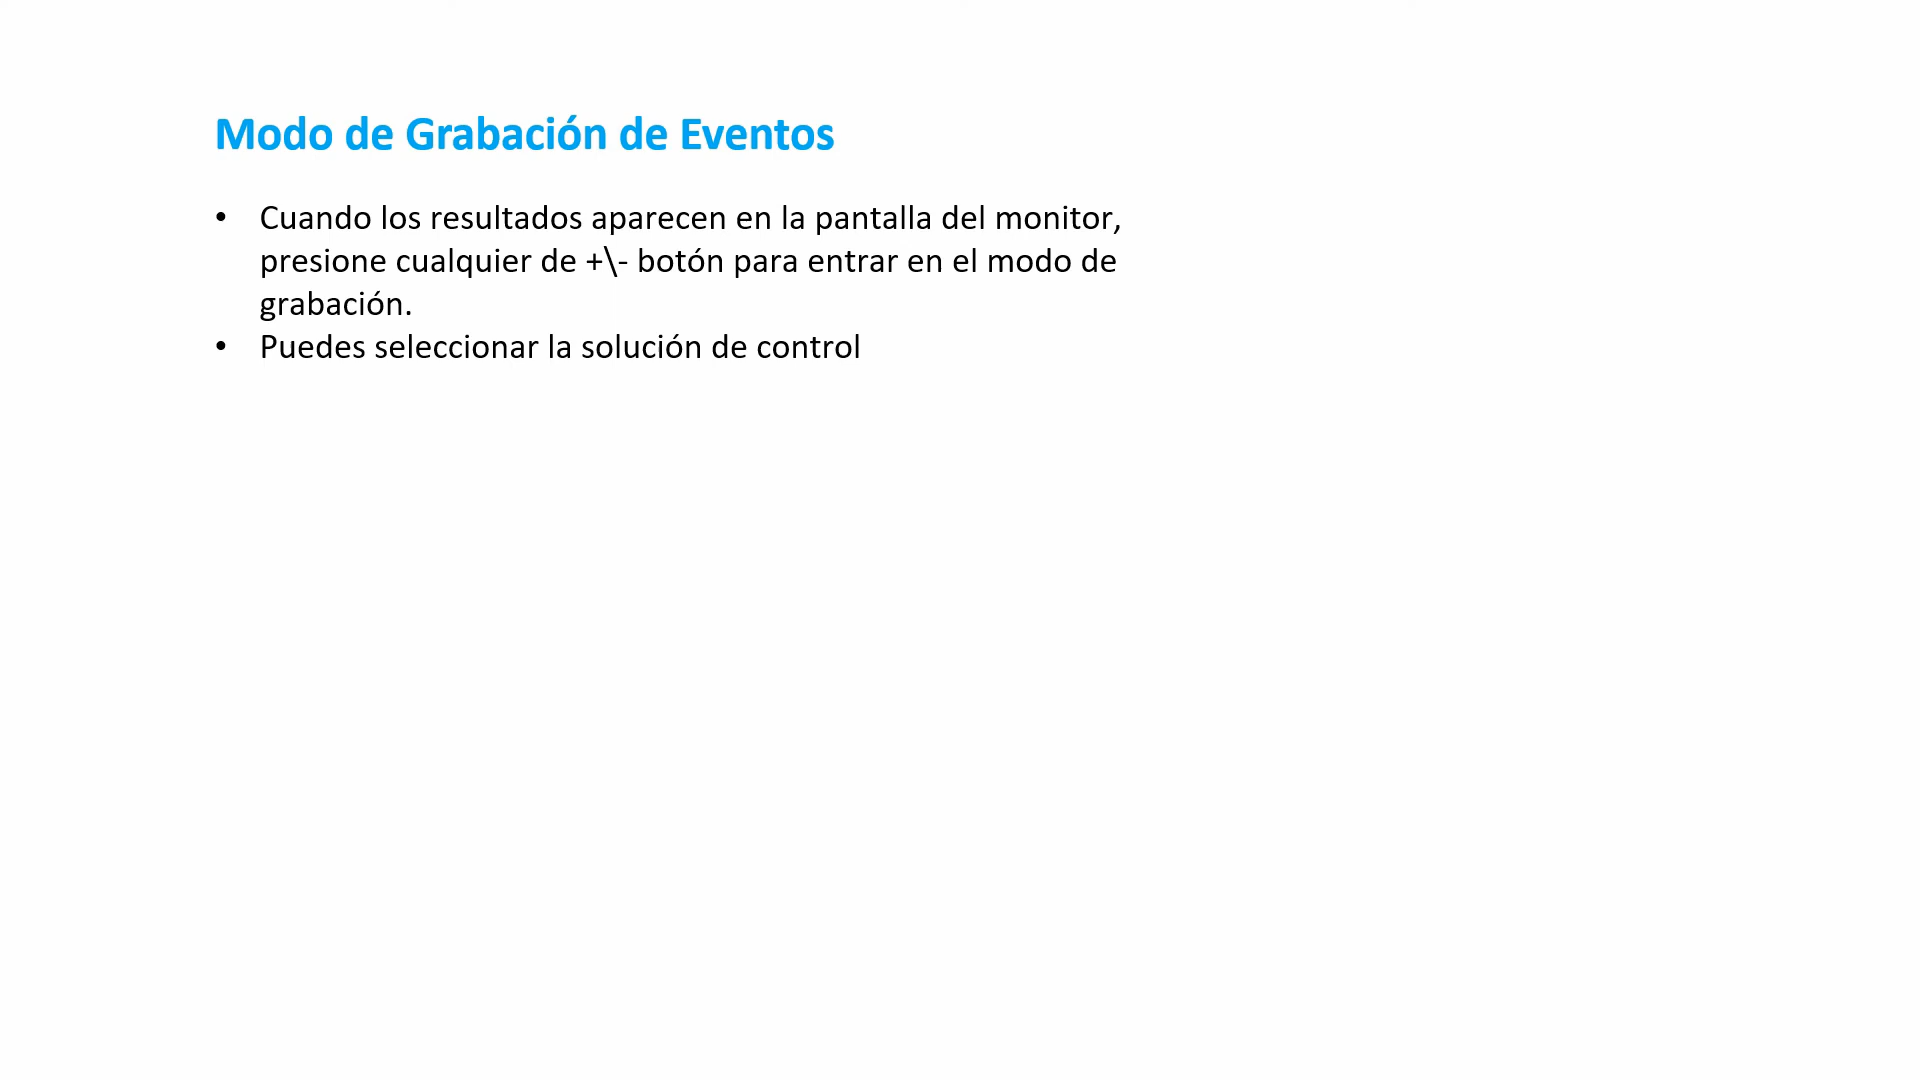 Modo de Grabación de Eventos
• Cuando los resultados aparecen en la pantalla del monitor,
presione cualquier de +\- botón para entrar en el modo de
grabación.
• Puedes seleccionar la solución de control